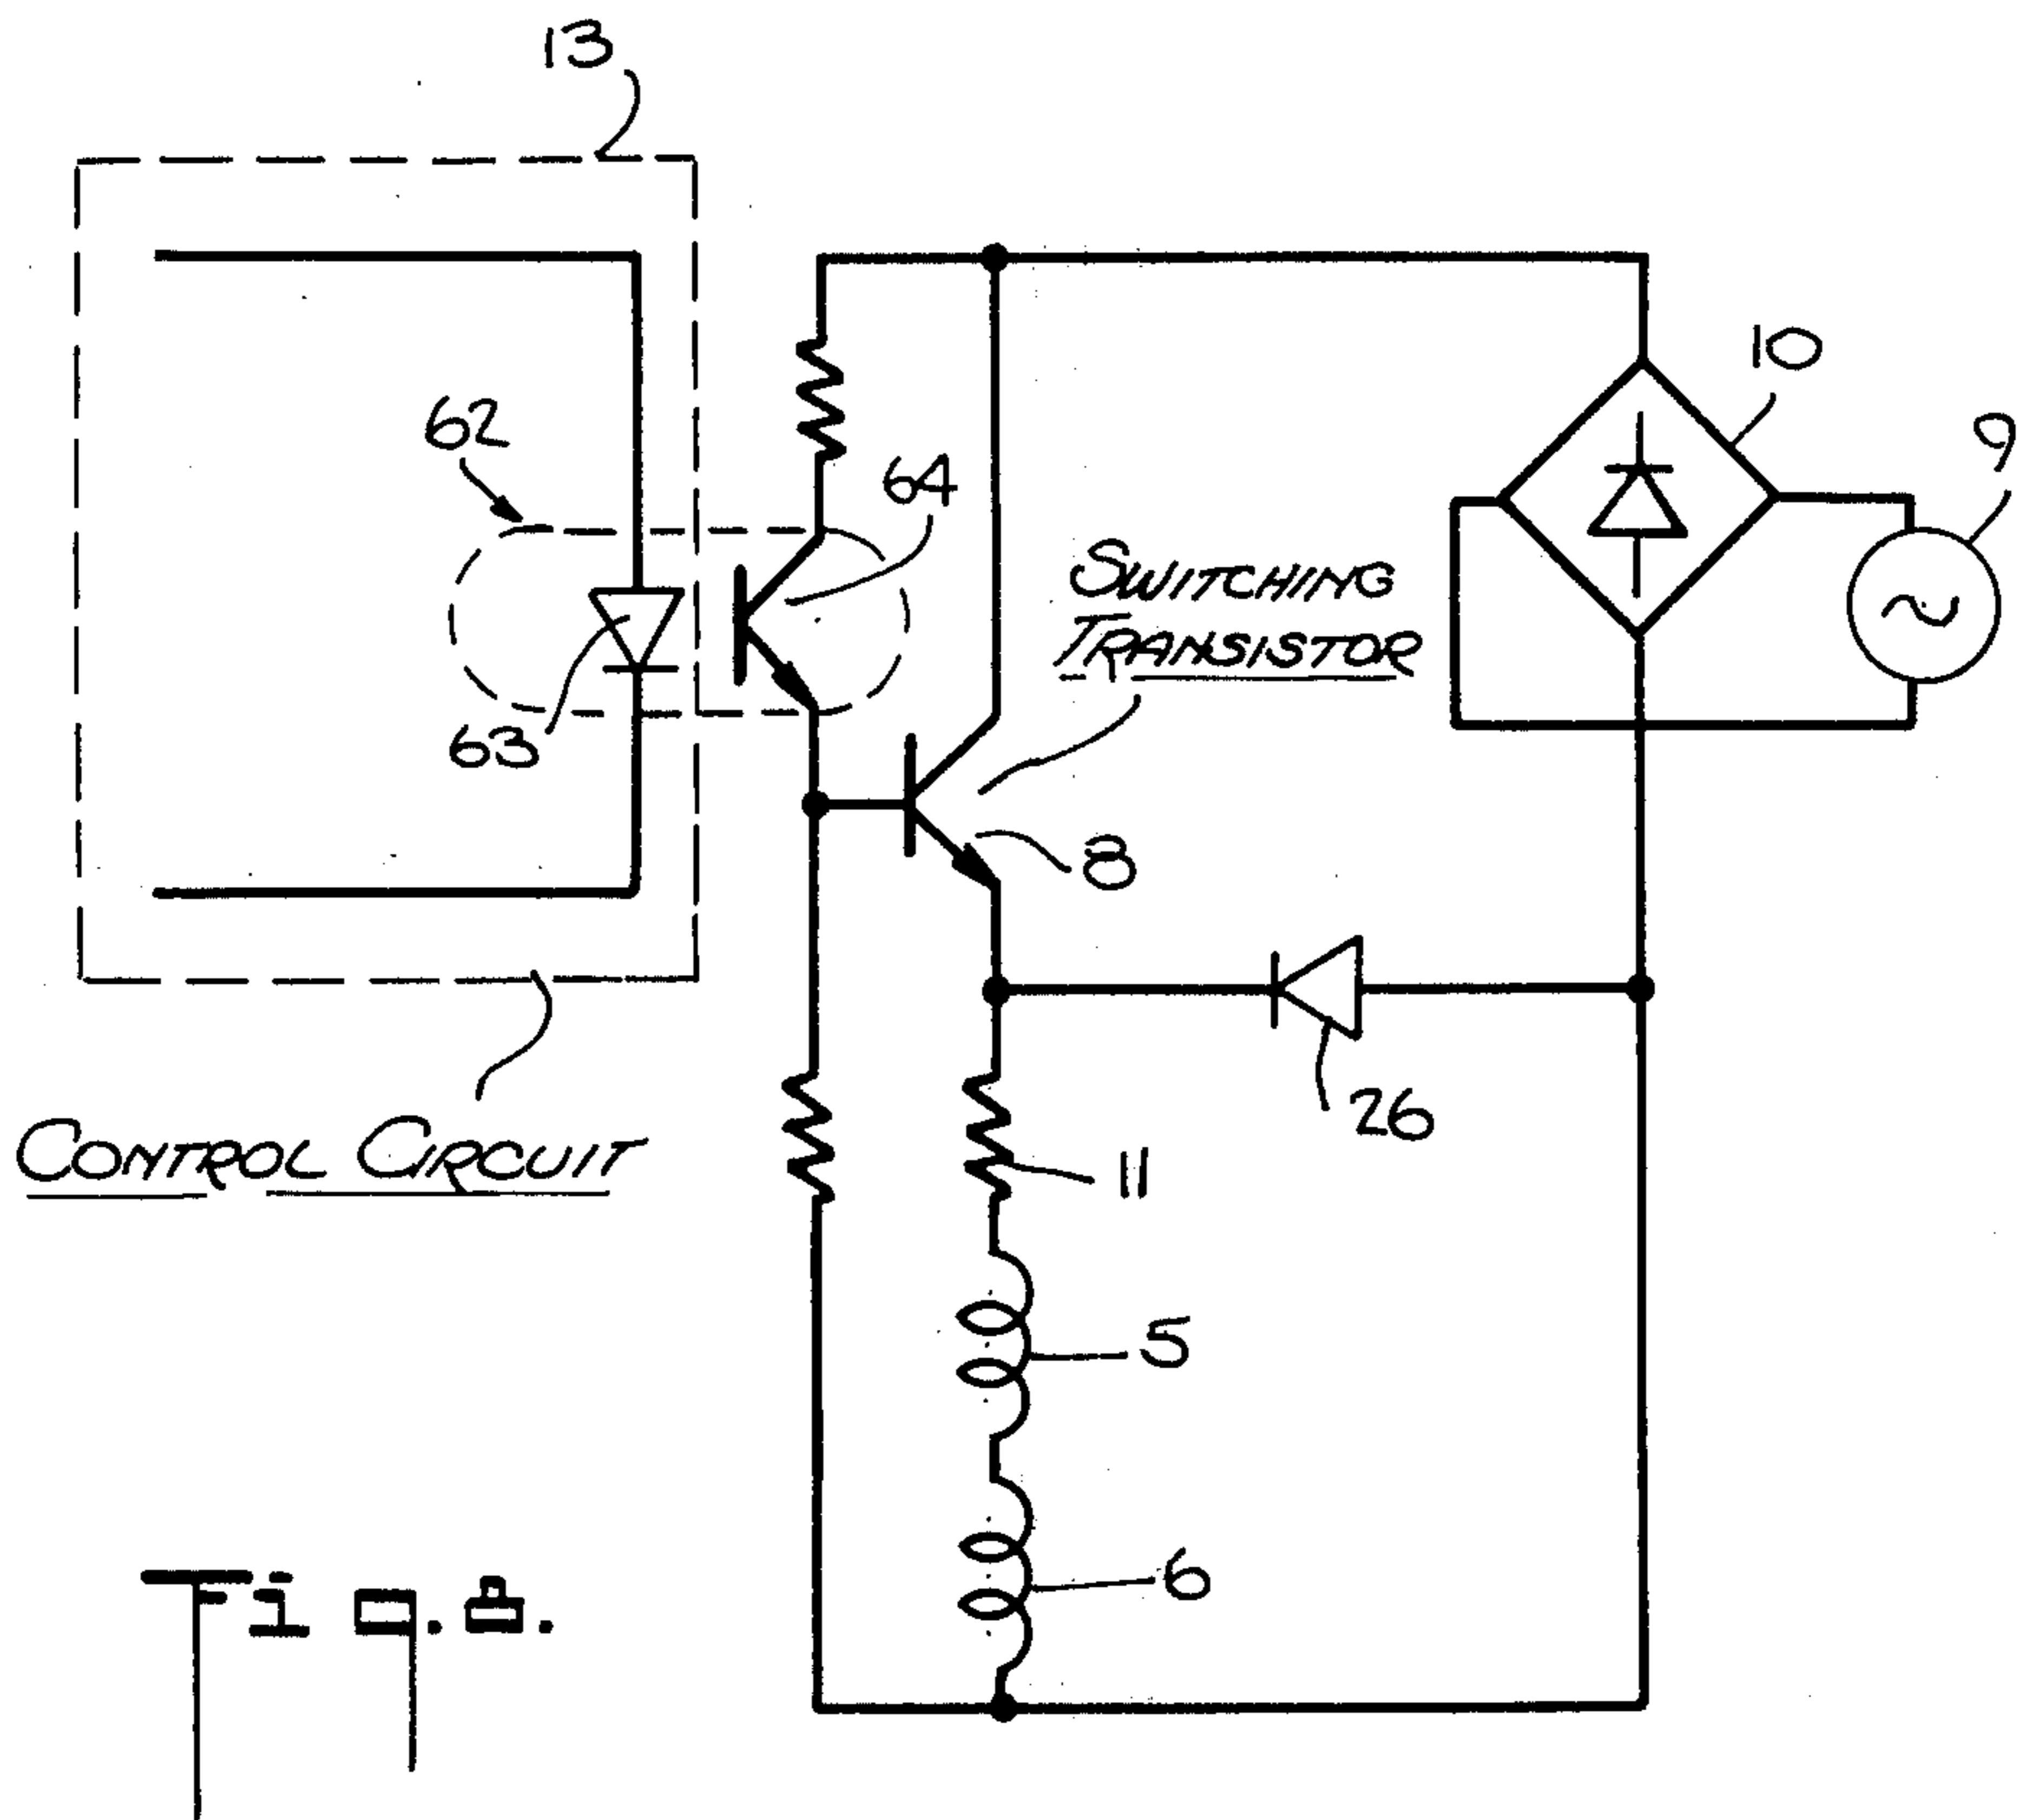 13
10
9
62
64
SWITCHING
TRANSISTOR
63
8
26
CONTROL CIRCUIT
11
5
6
Fig. 8.